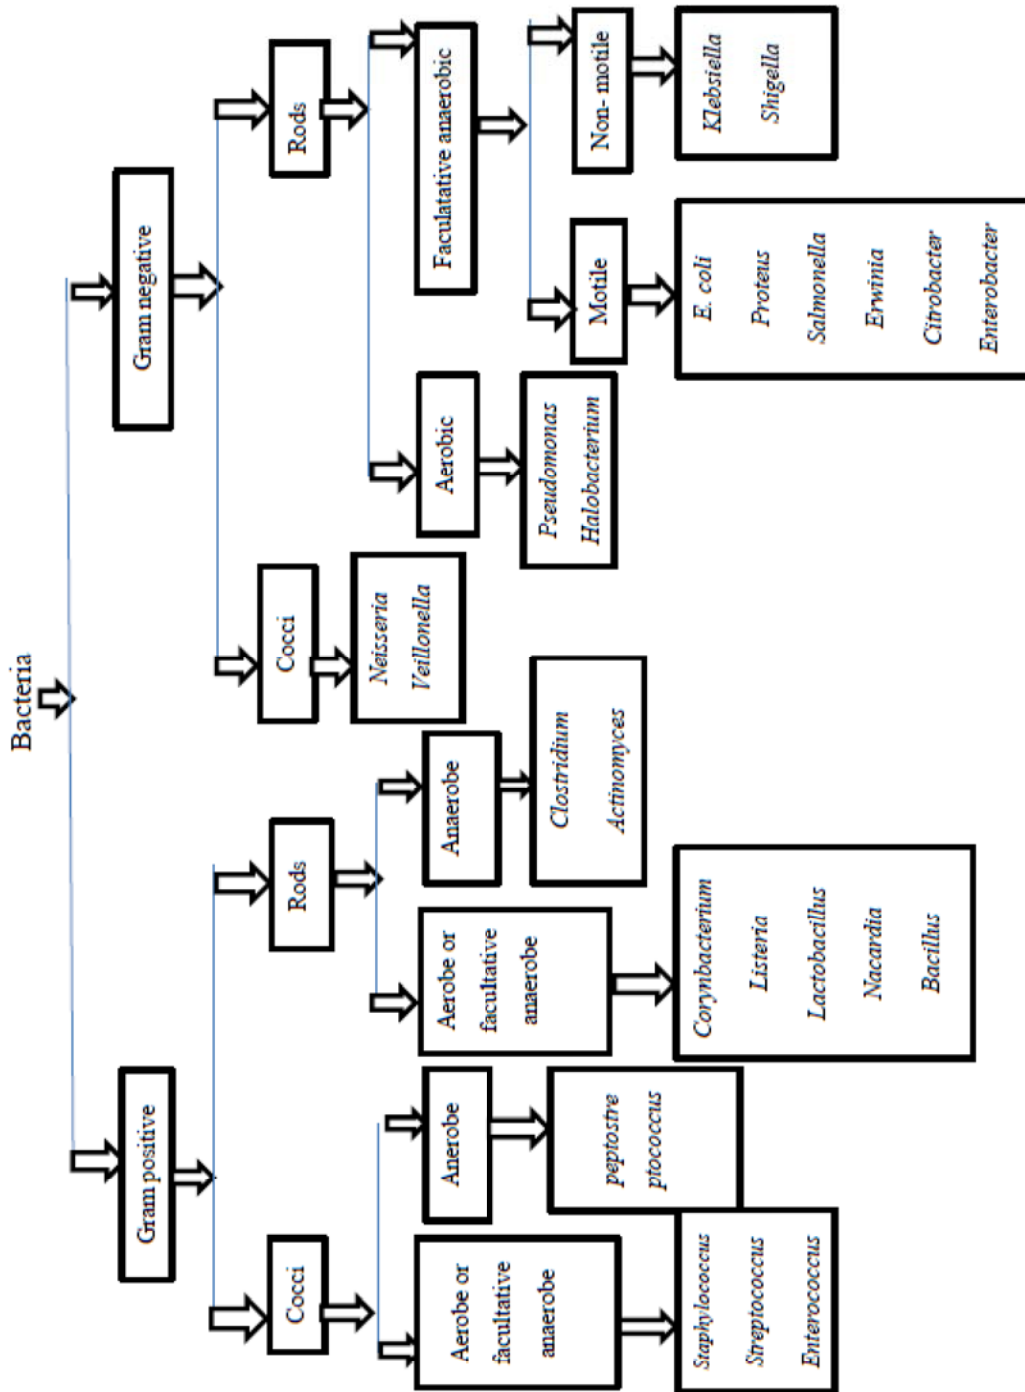 Bacteria
Gram positive
Gram negative
Cocci
Rods
Cocci
Rods
Aerobe or
facultative
anaerobe
Anerobe
Aerobe or
facultative
anaerobe
Anaerobe
Neisseria
Veillonella
Aerobic
Faculatative anaerobic
Staphylococcus
Streptococcus
Enterococcus
peptostre
ptococcus
Corynbacterium
Listeria
Lactobacillus
Nacardia
Bacillus
Clostridium
Actinomyces
Pseudomonas
Halobacterium
Motile
Non- motile
E. coli
Proteus
Salmonella
Erwinia
Citrobacter
Enterobacter
Klebsiella
Shigella